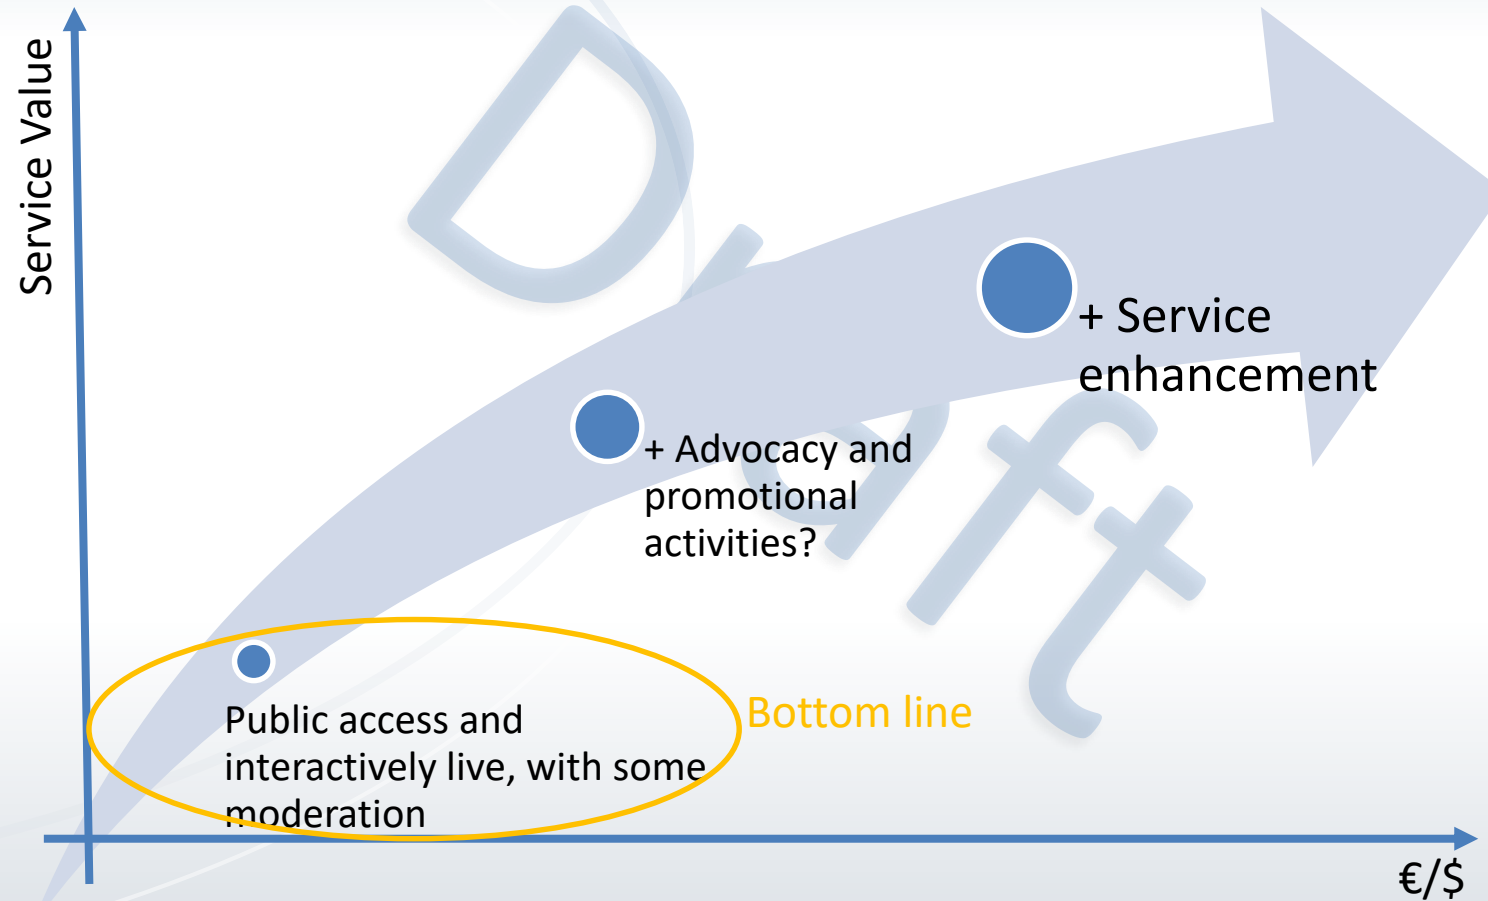 Service Value
Draft
+ Service
enhancement
+ Advocacy and
promotional
activities?
Public access and
interactively live, with some
moderation
Bottom line
€/$